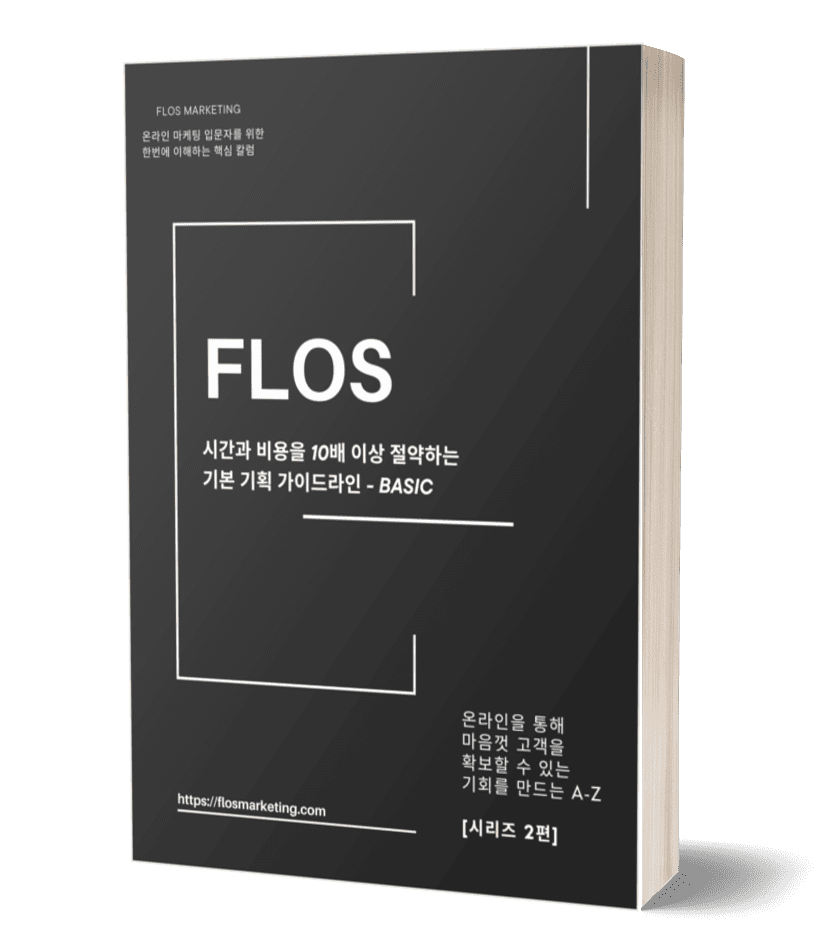 FLOS MARKETING
온라인 마케팅 입문자를 위한
한번에 이해하는 핵심 칼럼
FLOS
시간과 비용을 10배 이상 절약하는
기본 기획 가이드라인 - BASIC
온라인을 통해
마음껏 고객을
확보할 수 있는
기회를 만드는 A-Z
[시리즈 2편]
https://flosmarketing.com